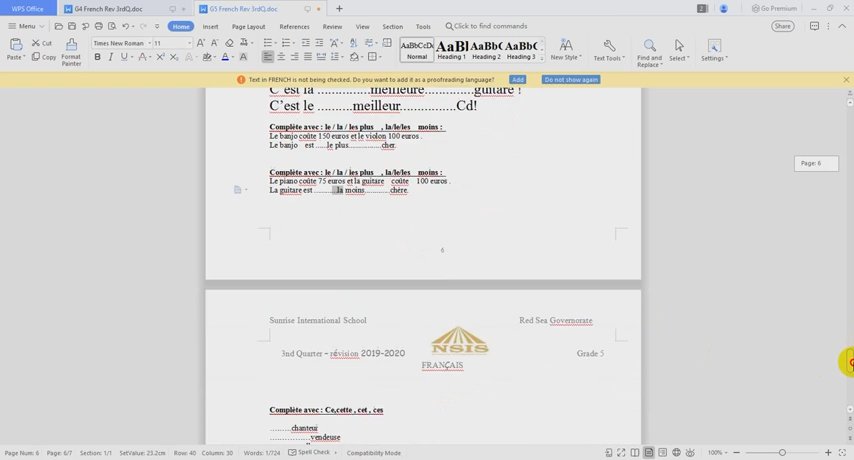 WPS Office
G4 French Rev 3rdQ.doc
G5 French Rev 3rdQ.doc
2
Go Premium
Menu
Home
Insert
Page Layout
References
Review
View
Section
Tools
Click to find commands
Share
Paste
Cut
Copy
Format Painter
Times New Roman
11
AaBbCcDc
Normal
AaBl
Heading 1
AaBb(
Heading 2
AaBbC
Heading 3
New Style
Text Tools
Find and Replace
Select
Settings
Text in FRENCH is not being checked. Do you want to add it as a proofreading language?
Add
Do not show again
C'est la ...............meilleure.............guitare !
C'est le ..........meilleur...............Cd!
Complète avec : le / la / les plus , la/le/les moins :
Le banjo coûte 150 euros et le violon 100 euros .
Le banjo est ......le plus..................cher.
Complète avec : le / la / les plus , la/le/les moins :
Le piano coûte 75 euros et la guitare coûte 100 euros .
La guitare est ............la moins..............chère.
6
Page: 6
Sunrise International School
Red Sea Governorate
NSIS
3nd Quarter – révision 2019-2020
Grade 5
FRANÇAIS
Complète avec : Ce,cette , cet , ces
.........chanteur
..................vendeuse
Page Num: 6
Page: 6/7
Section: 1/1
SetValue: 23.2cm
Row: 40
Column: 30
Words: 1/724
Spell Check
Compatibility Mode
100%